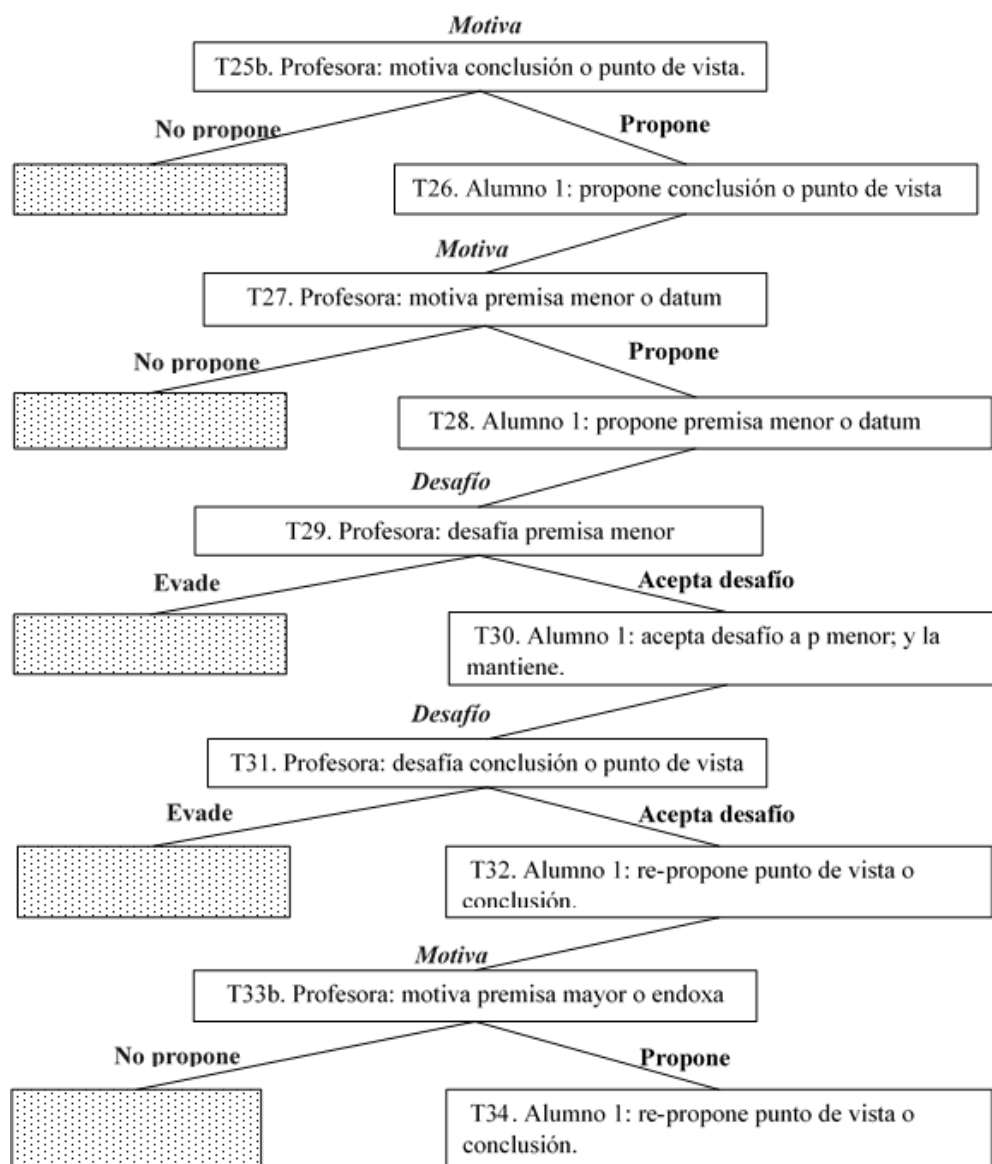 Motiva
T25b. Profesora: motiva conclusión o punto de vista.
No propone
Propone
T26. Alumno 1: propone conclusión o punto de vista
Motiva
T27. Profesora: motiva premisa menor o datum
No propone
Propone
T28. Alumno 1: propone premisa menor o datum
Desafío
T29. Profesora: desafía premisa menor
Evade
Acepta desafío
T30. Alumno 1: acepta desafío a p menor; y la
mantiene.
Desafío
T31. Profesora: desafía conclusión o punto de vista
Evade
Acepta desafío
T32. Alumno 1: re-propone punto de vista o
conclusión.
Motiva
T33b. Profesora: motiva premisa mayor o endoxa
No propone
Propone
T34. Alumno 1: re-propone punto de vista o
conclusión.